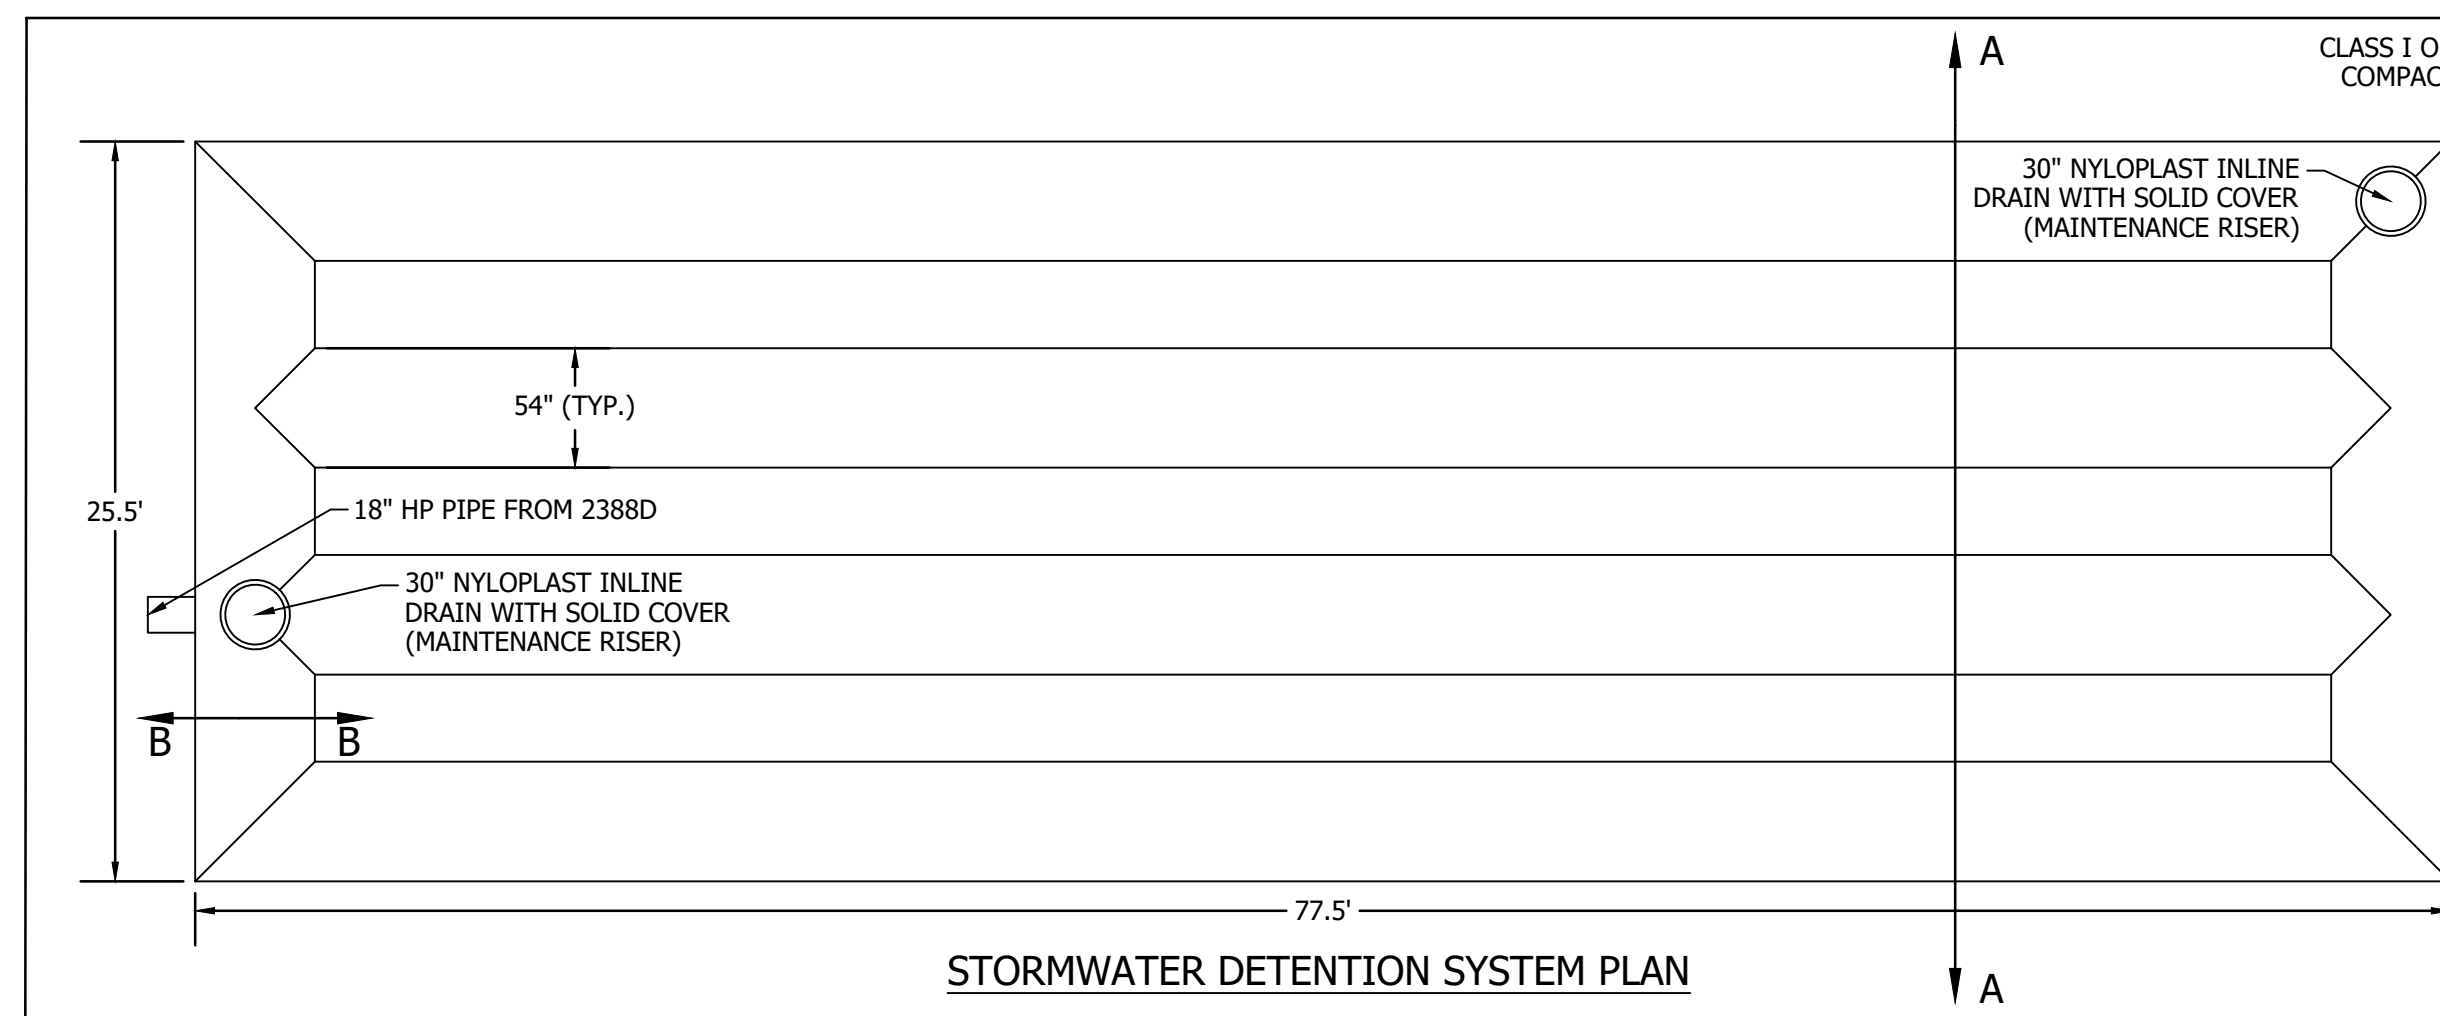 A
CLASS I O
COMPAC
30" NYLOPLAST INLINE
DRAIN WITH SOLID COVER
(MAINTENANCE RISER)
54" (TYP.)
25.5'
18" HP PIPE FROM 2388D
30" NYLOPLAST INLINE
DRAIN WITH SOLID COVER
(MAINTENANCE RISER)
B
B
77.5'
STORMWATER DETENTION SYSTEM PLAN
A